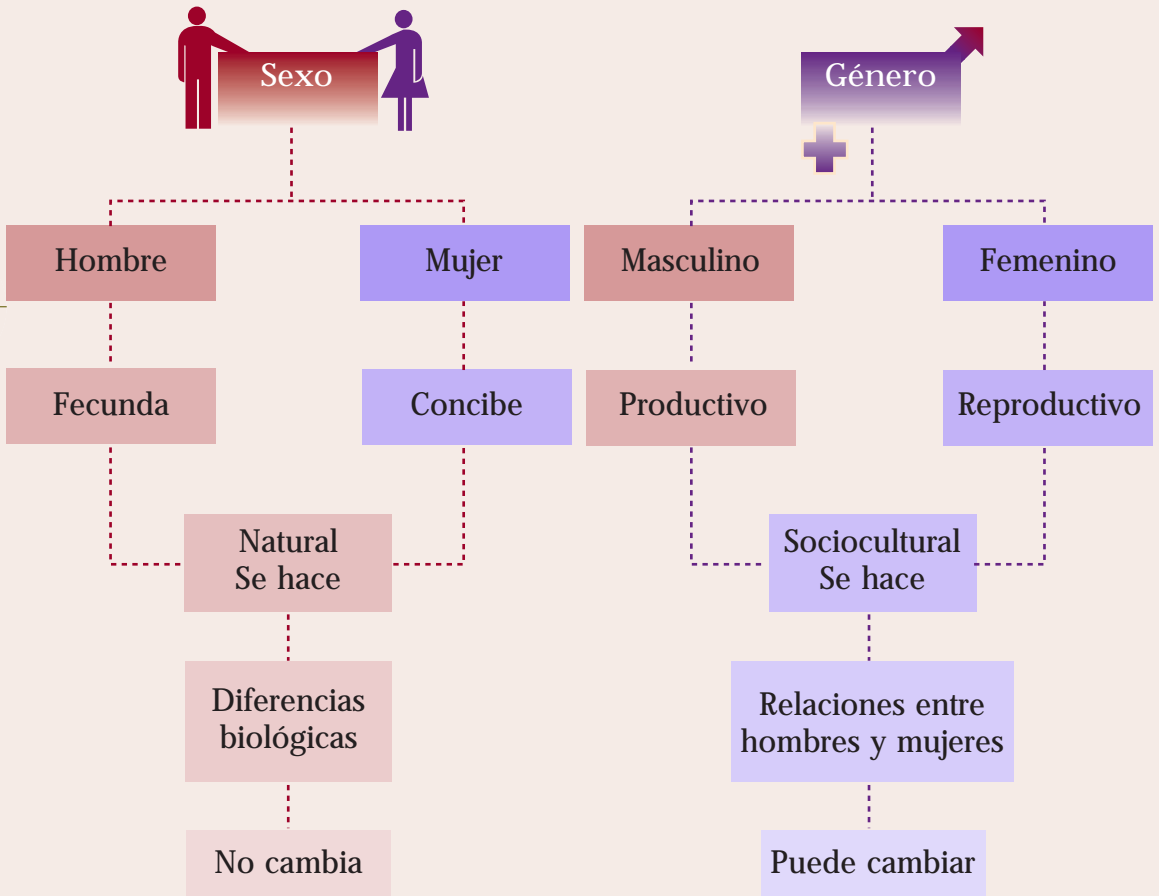 Sexo
Hombre
Mujer
Fecunda
Concibe
Natural
Se hace
Diferencias
biológicas
No cambia
Género
Masculino
Femenino
Productivo
Reproductivo
Sociocultural
Se hace
Relaciones entre
hombres y mujeres
Puede cambiar